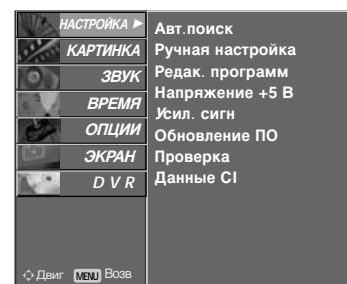 НАСТРОЙКА ►
КАРТИНКА
ЗВУК
ВРЕМЯ
ОПЦИИ
ЭКРАН
D V R
Авт.поиск
Ручная настройка
Редак. программ
Напряжение +5 В
Усил. сигн
Обновление ПО
Проверка
Данные CI
Двиг MENU Возв